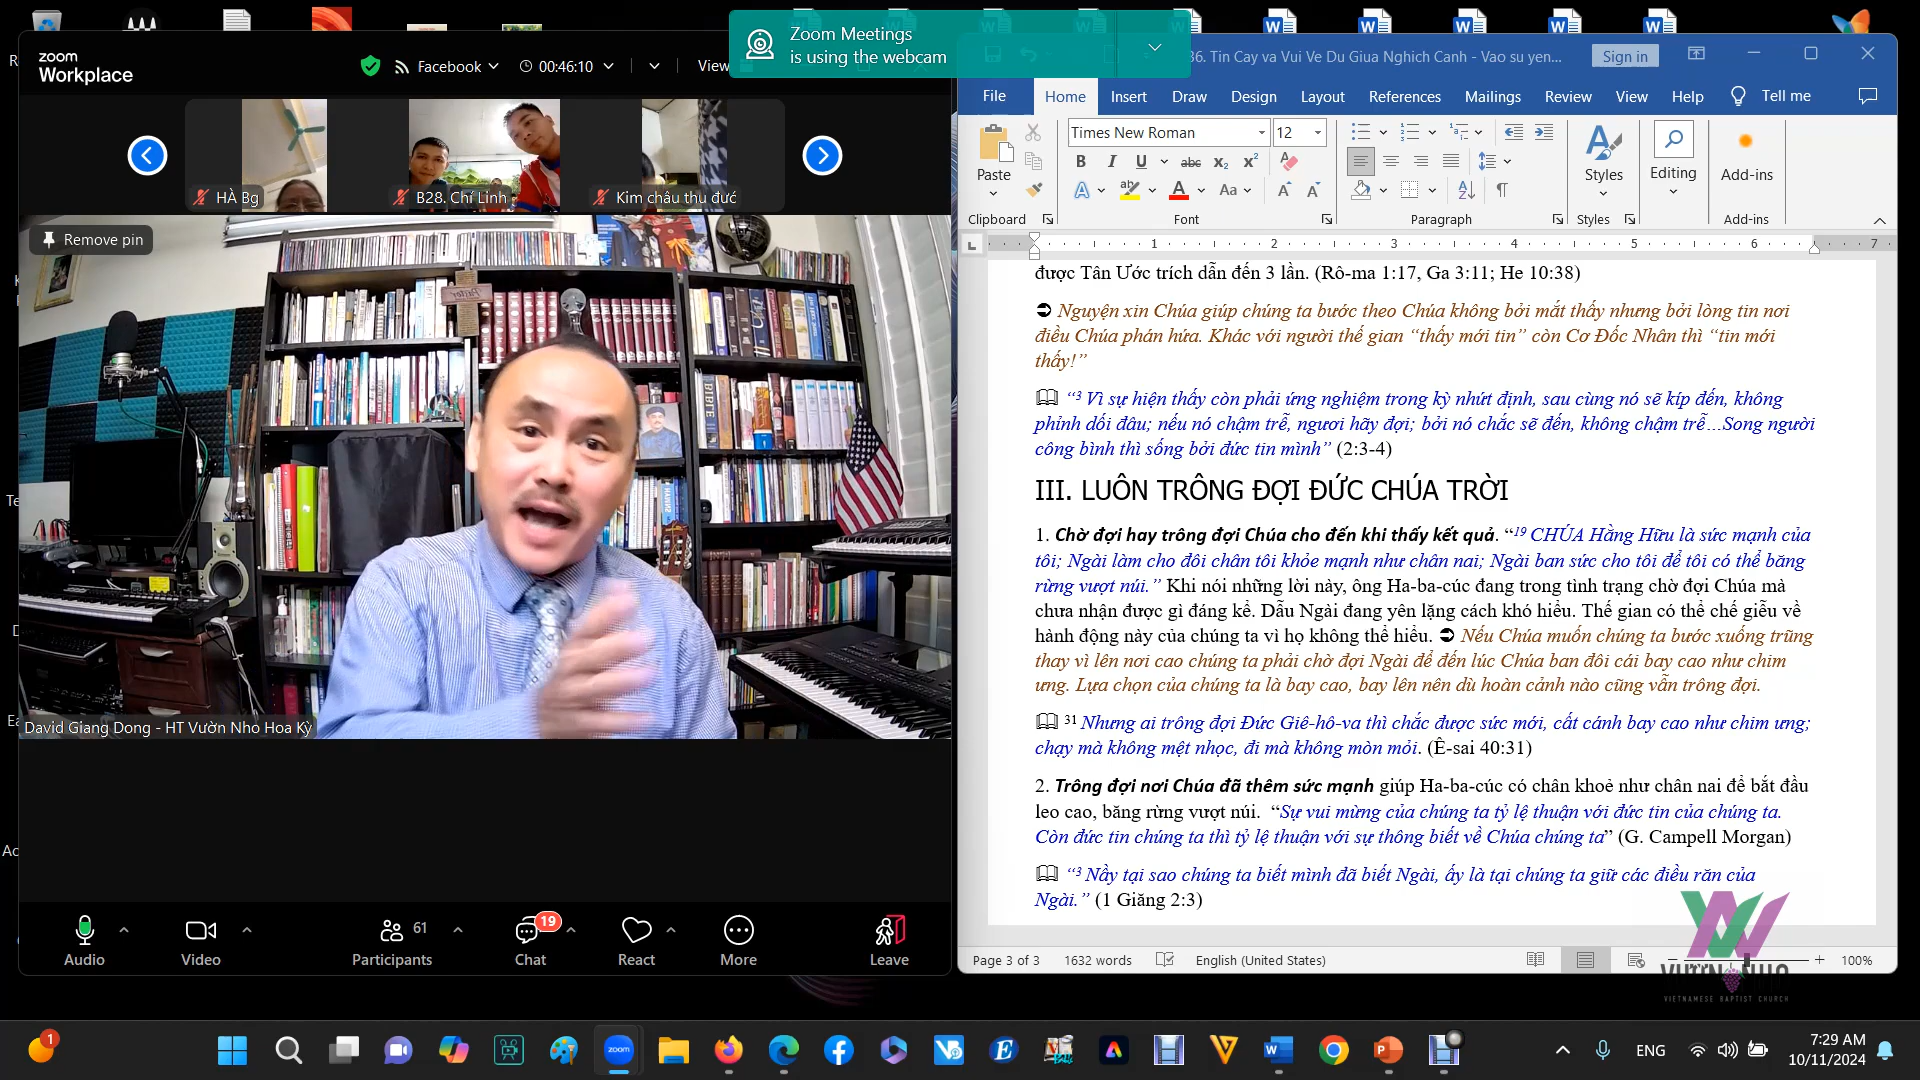 Zoom Meetings
is using the webcam
zoom
Workplace
Facebook
00:46:10
View
HÀ Bg
B28. Chí Linh
Kim châu thu đưć
Remove pin
David Giang Dong - HT Vườn Nho Hoa Kỳ
Audio
Video
61
Participants
19
Chat
React
More
Leave
36. Tin Cay va Vui Ve Du Giua Nghich Canh - Vao su yen...
Sign in
File
Home
Insert
Draw
Design
Layout
References
Mailings
Review
View
Help
Tell me
Paste
Times New Roman
12
Styles
Editing
Add-ins
Clipboard
Font
Paragraph
Styles
Add-ins
1 2 3 4 5 6 7
được Tân Ước trích dẫn đến 3 lần. (Rô-ma 1:17, Ga 3:11; He 10:38)
➲ Nguyện xin Chúa giúp chúng ta bước theo Chúa không bởi mắt thấy nhưng bởi lòng tin nơi
điều Chúa phán hứa. Khác với người thế gian “thấy mới tin” còn Cơ Đốc Nhân thì “tin mới
thấy!”
“3 Vì sự hiện thấy còn phải ứng nghiệm trong kỳ nhứt định, sau cùng nó sẽ kíp đến, không
phỉnh dối đâu; nếu nó chậm trễ, ngươi hãy đợi; bởi nó chắc sẽ đến, không chậm trễ…Song người
công bình thì sống bởi đức tin mình” (2:3-4)
III. LUÔN TRÔNG ĐỢI ĐỨC CHÚA TRỜI
1. Chờ đợi hay trông đợi Chúa cho đến khi thấy kết quả. “19 CHÚA Hằng Hữu là sức mạnh của
tôi; Ngài làm cho đôi chân tôi khỏe mạnh như chân nai; Ngài ban sức cho tôi để tôi có thể băng
rừng vượt núi.” Khi nói những lời này, ông Ha-ba-cúc đang trong tình trạng chờ đợi Chúa mà
chưa nhận được gì đáng kể. Dẫu Ngài đang yên lặng cách khó hiểu. Thế gian có thể chế giễu về
hành động này của chúng ta vì họ không thể hiểu. ➲ Nếu Chúa muốn chúng ta bước xuống trũng
thay vì lên nơi cao chúng ta phải chờ đợi Ngài để đến lúc Chúa ban đôi cái bay cao như chim
ưng. Lựa chọn của chúng ta là bay cao, bay lên nên dù hoàn cảnh nào cũng vẫn trông đợi.
31 Nhưng ai trông đợi Đức Giê-hô-va thì chắc được sức mới, cất cánh bay cao như chim ưng;
chạy mà không mệt nhọc, đi mà không mòn mỏi. (Ê-sai 40:31)
2. Trông đợi nơi Chúa đã thêm sức mạnh giúp Ha-ba-cúc có chân khoẻ như chân nai để bắt đầu
leo cao, băng rừng vượt núi. “Sự vui mừng của chúng ta tỷ lệ thuận với đức tin của chúng ta.
Còn đức tin chúng ta thì tỷ lệ thuận với sự thông biết về Chúa chúng ta” (G. Campell Morgan)
“3 Nầy tại sao chúng ta biết mình đã biết Ngài, ấy là tại chúng ta giữ các điều răn của
Ngài.” (1 Giăng 2:3)
Page 3 of 3
1632 words
English (United States)
100%
VƯỜN NHO
VIETNAMESE BAPTIST CHURCH
1
ENG
7:29 AM
10/11/2024